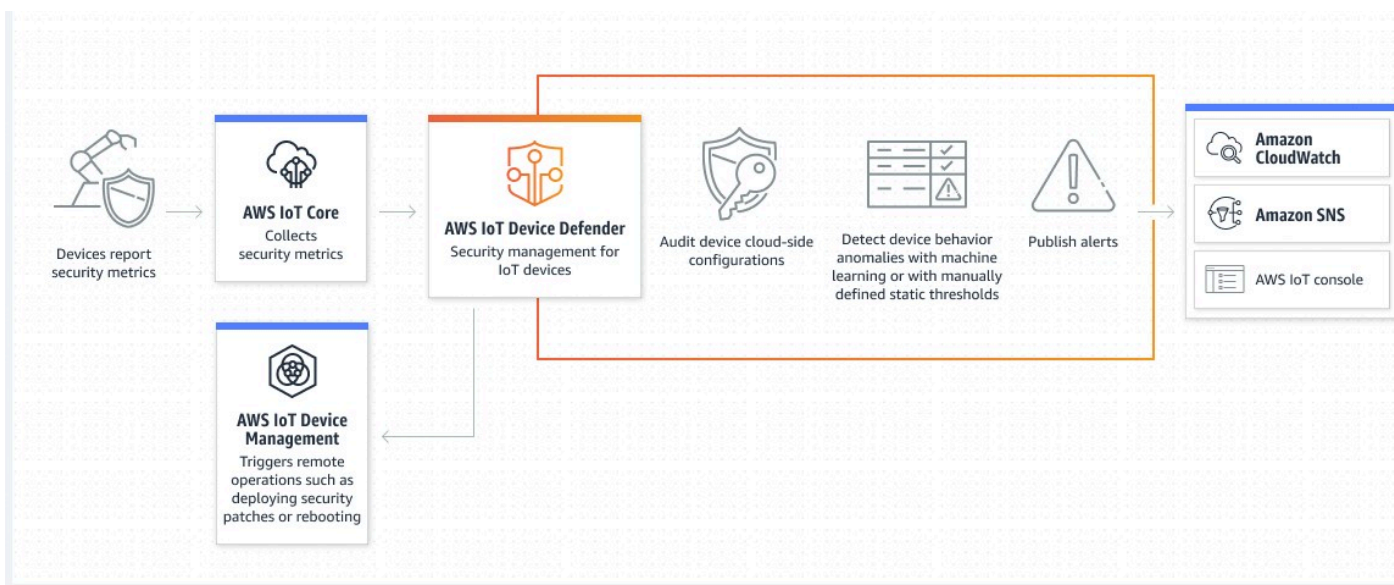 Devices report
security metrics
AWS IoT Core
Collects
security metrics
AWS IoT Device Defender
Security management for
IoT devices
Audit device cloud-side
configurations
Detect device behavior
anomalies with machine
learning or with manually
defined static thresholds
Publish alerts
Amazon
CloudWatch
Amazon SNS
AWS IoT console
AWS IoT Device
Management
Triggers remote
operations such as
deploying security
patches or rebooting